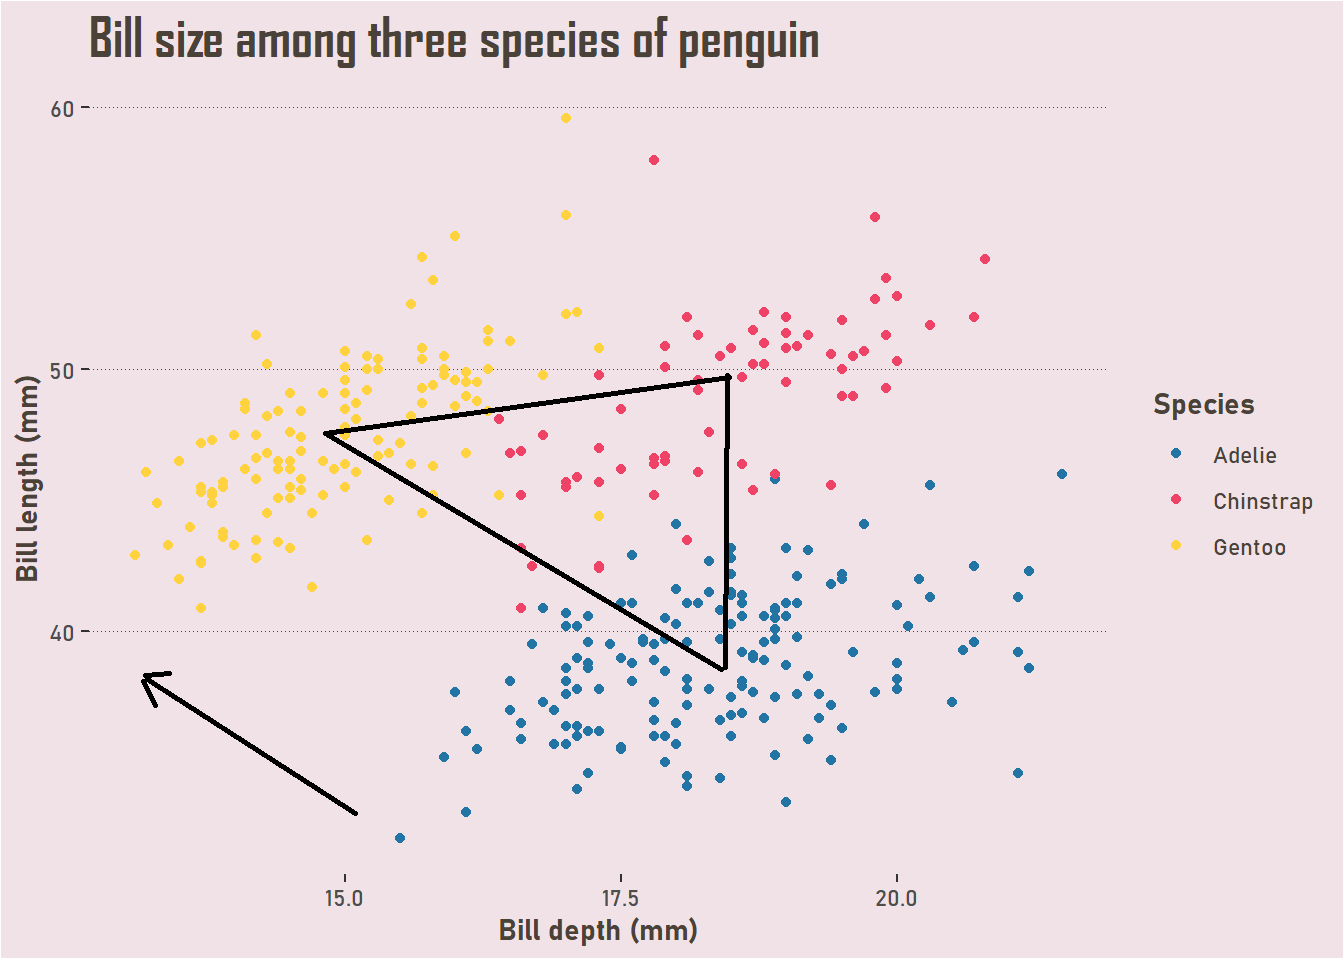 Bill size among three species of penguin
60
50
40
Bill length (mm)
15.0
17.5
20.0
Bill depth (mm)
Species
Adelie
Chinstrap
Gentoo